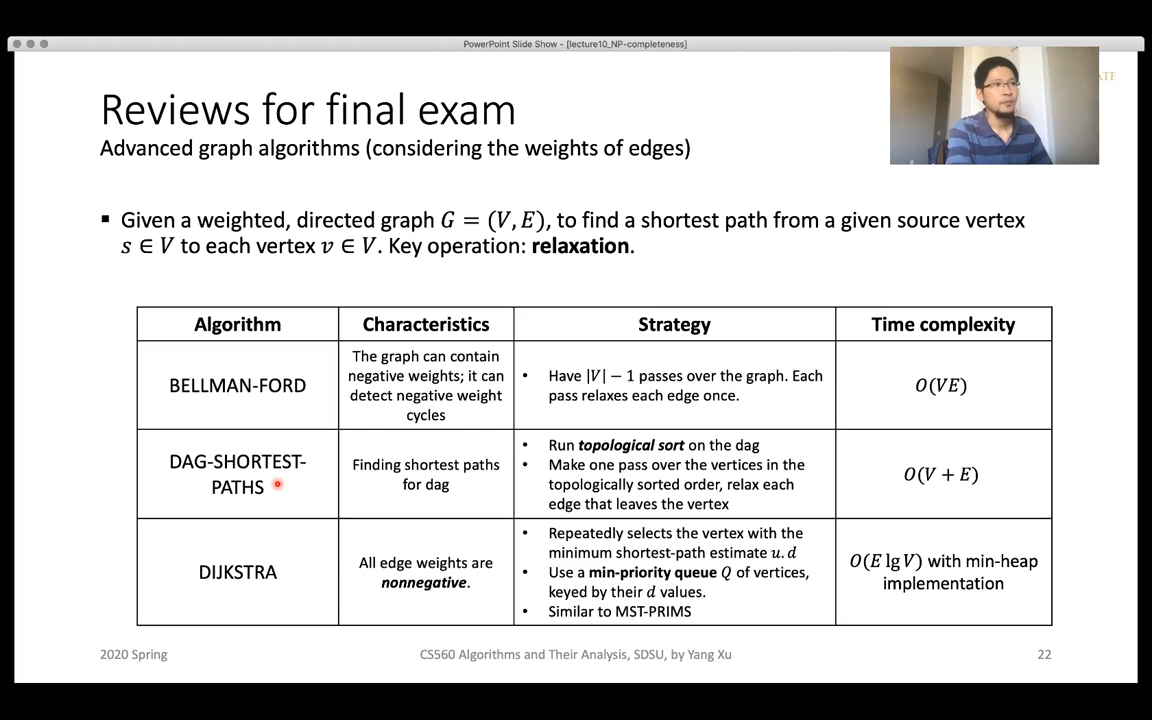 PowerPoint Slide Show - [lecture10_NP-completeness]
ATE
Reviews for final exam
Advanced graph algorithms (considering the weights of edges)
▪ Given a weighted, directed graph G = (V, E), to find a shortest path from a given source vertex
s ∈ V to each vertex v ∈ V. Key operation: relaxation.
Algorithm Characteristics Strategy Time complexity
BELLMAN-FORD
The graph can contain
negative weights; it can
detect negative weight
cycles
• Have |V| − 1 passes over the graph. Each
pass relaxes each edge once.
O(VE)
DAG-SHORTEST-
PATHS
Finding shortest paths
for dag
• Run topological sort on the dag
• Make one pass over the vertices in the
topologically sorted order, relax each
edge that leaves the vertex
O(V + E)
DIJKSTRA
All edge weights are
nonnegative.
• Repeatedly selects the vertex with the
minimum shortest-path estimate u.d
• Use a min-priority queue Q of vertices,
keyed by their d values.
• Similar to MST-PRIMS
O(E lg V) with min-heap
implementation
2020 Spring CS560 Algorithms and Their Analysis, SDSU, by Yang Xu 22